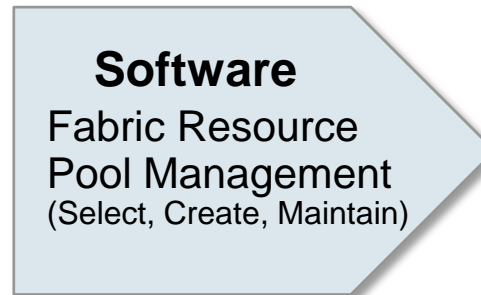 Software
Fabric Resource
Pool Management
(Select, Create, Maintain)